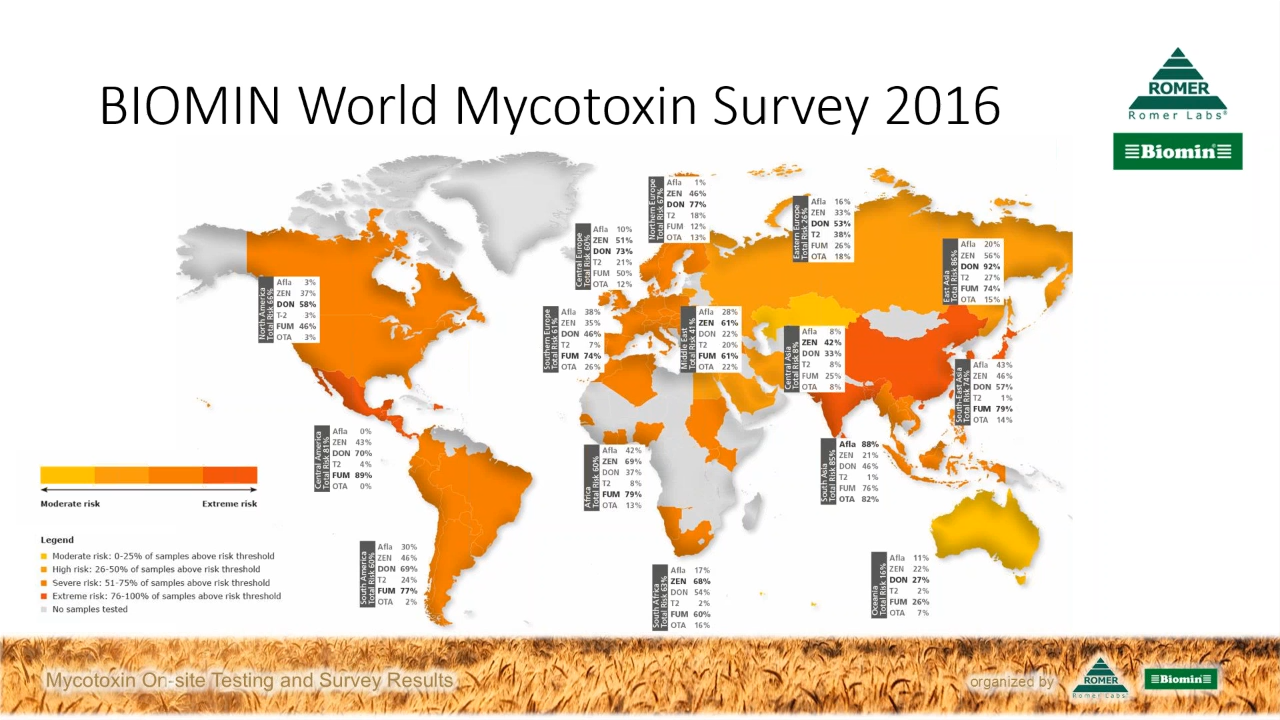 BIOMIN World Mycotoxin Survey 2016
ROMER
Romer Labs®
Biomin®
North America
Total Risk 66%
Afla 3%
ZEN 37%
DON 58%
T-2 3%
FUM 46%
OTA 3%
Central America
Total Risk 81%
Afla 0%
ZEN 43%
DON 70%
T2 4%
FUM 89%
OTA 0%
South America
Total Risk 60%
Afla 30%
ZEN 46%
DON 69%
T2 24%
FUM 77%
OTA 2%
Northern Europe
Total Risk 67%
Afla 1%
ZEN 46%
DON 77%
T2 18%
FUM 12%
OTA 13%
Central Europe
Total Risk 60%
Afla 10%
ZEN 51%
DON 73%
T2 21%
FUM 50%
OTA 12%
Southern Europe
Total Risk 61%
Afla 38%
ZEN 35%
DON 46%
T2 7%
FUM 74%
OTA 26%
Eastern Europe
Total Risk 26%
Afla 16%
ZEN 33%
DON 53%
T2 38%
FUM 26%
OTA 18%
Middle East
Total Risk 41%
Afla 28%
ZEN 61%
DON 22%
T2 20%
FUM 61%
OTA 22%
Central Asia
Total Risk 8%
Afla 8%
ZEN 42%
DON 33%
T2 8%
FUM 25%
OTA 8%
East Asia
Total Risk 86%
Afla 20%
ZEN 56%
DON 92%
T2 27%
FUM 74%
OTA 15%
South-East Asia
Total Risk 74%
Afla 43%
ZEN 46%
DON 57%
T2 1%
FUM 79%
OTA 14%
South Asia
Total Risk 85%
Afla 88%
ZEN 21%
DON 46%
T2 1%
FUM 76%
OTA 82%
Africa
Total Risk 60%
Afla 42%
ZEN 69%
DON 37%
T2 8%
FUM 79%
OTA 13%
South Africa
Total Risk 63%
Afla 17%
ZEN 68%
DON 54%
T2 2%
FUM 60%
OTA 16%
Oceania
Total Risk 16%
Afla 11%
ZEN 22%
DON 27%
T2 2%
FUM 26%
OTA 7%
Moderate risk Extreme risk
Legend
Moderate risk: 0-25% of samples above risk threshold
High risk: 26-50% of samples above risk threshold
Severe risk: 51-75% of samples above risk threshold
Extreme risk: 76-100% of samples above risk threshold
No samples tested
Mycotoxin On-site Testing and Survey Results
organized by
ROMER
Romer Labs®
Biomin